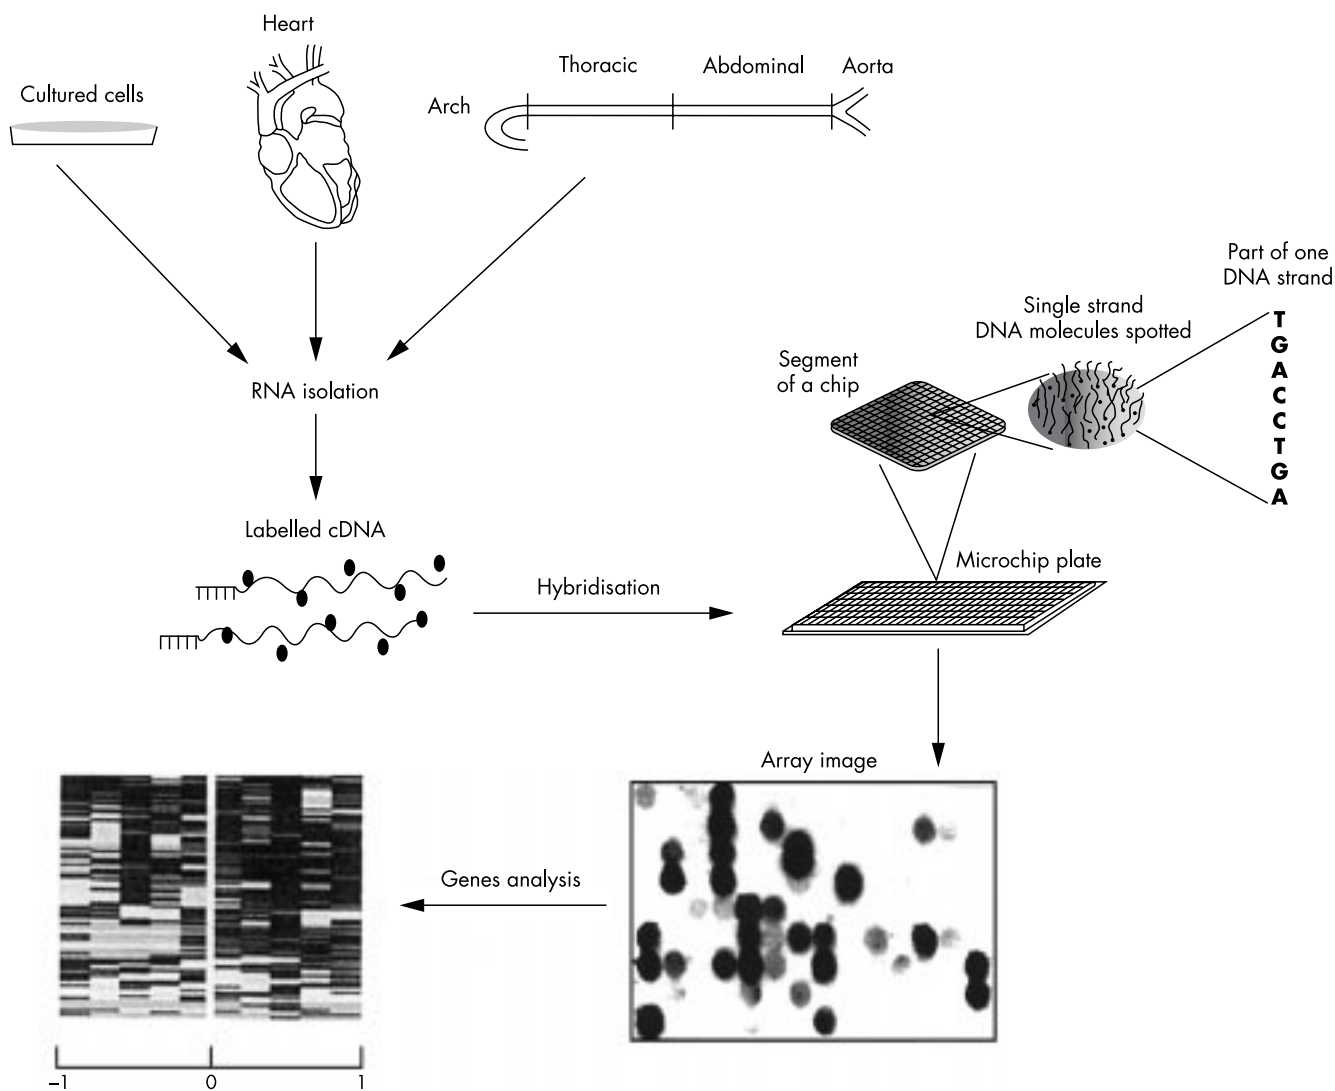 Heart
Cultured cells
Thoracic
Abdominal
Aorta
Arch
Part of one
DNA strand
Single strand
DNA molecules spotted
T
G
A
C
C
T
G
A
Segment
of a chip
RNA isolation
Labelled cDNA
Hybridisation
Microchip plate
Array image
Genes analysis
–1
0
1